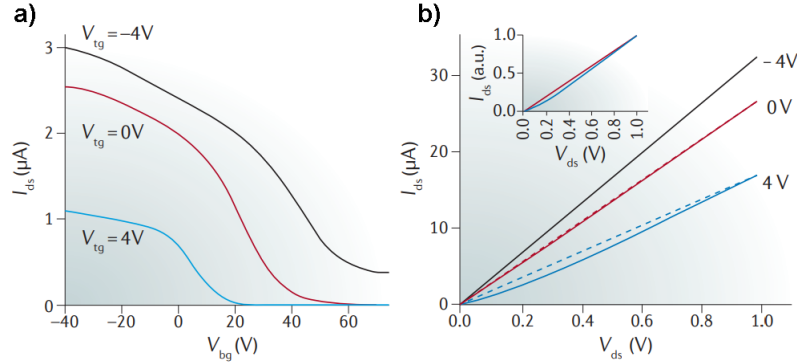 a)
V_tg = −4V
3
V_tg = 0V
2
I_ds (μA)
1
V_tg = 4V
0
−40 −20 0 20 40 60
V_bg (V)
b)
1.0
I_ds (a.u.)
0.5
0.0
0.0 0.2 0.4 0.6 0.8 1.0
V_ds (V)
30
- 4V
0V
20
I_ds (μA)
4 V
10
0
0.0 0.2 0.4 0.6 0.8 1.0
V_ds (V)